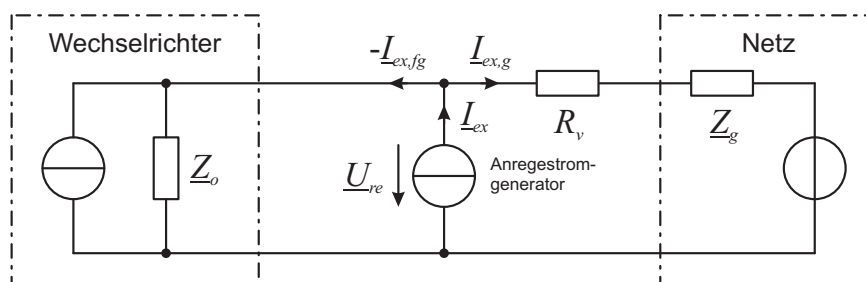 Wechselrichter
Netz
-I_ex,fg
I_ex,g
I_ex
R_v
Z_g
Z_o
U_re
Anregestrom-
generator